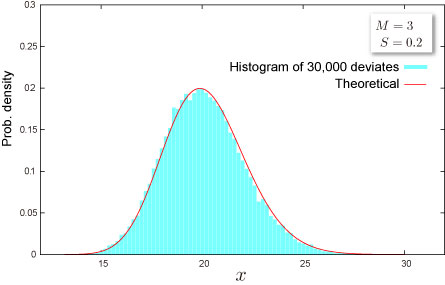 0.3
M = 3
S = 0.2
0.25
Histogram of 30,000 deviates
Theoretical
0.2
Prob. density
0.15
0.1
0.05
0
15 20 25 30
x